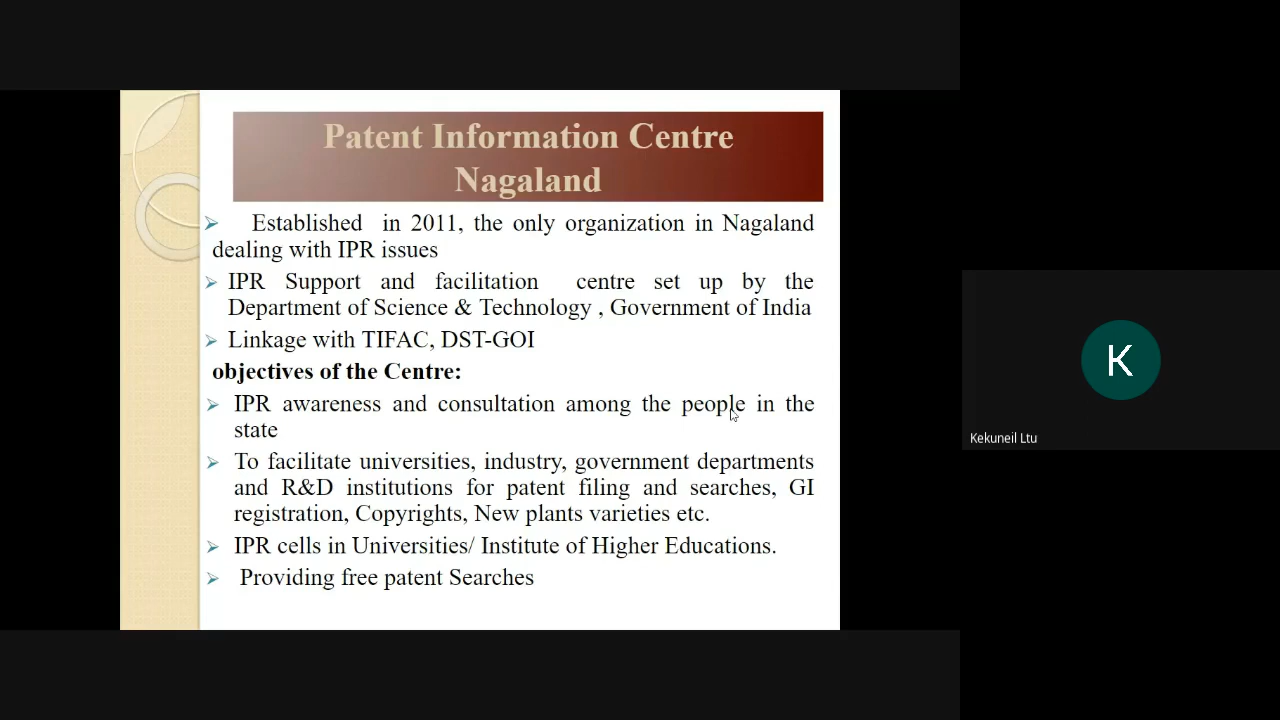 Patent Information Centre
Nagaland
➢ Established in 2011, the only organization in Nagaland
dealing with IPR issues
➢ IPR Support and facilitation centre set up by the
Department of Science & Technology , Government of India
➢ Linkage with TIFAC, DST-GOI
objectives of the Centre:
➢ IPR awareness and consultation among the people in the
state
➢ To facilitate universities, industry, government departments
and R&D institutions for patent filing and searches, GI
registration, Copyrights, New plants varieties etc.
➢ IPR cells in Universities/ Institute of Higher Educations.
➢ Providing free patent Searches
K
Kekuneil Ltu